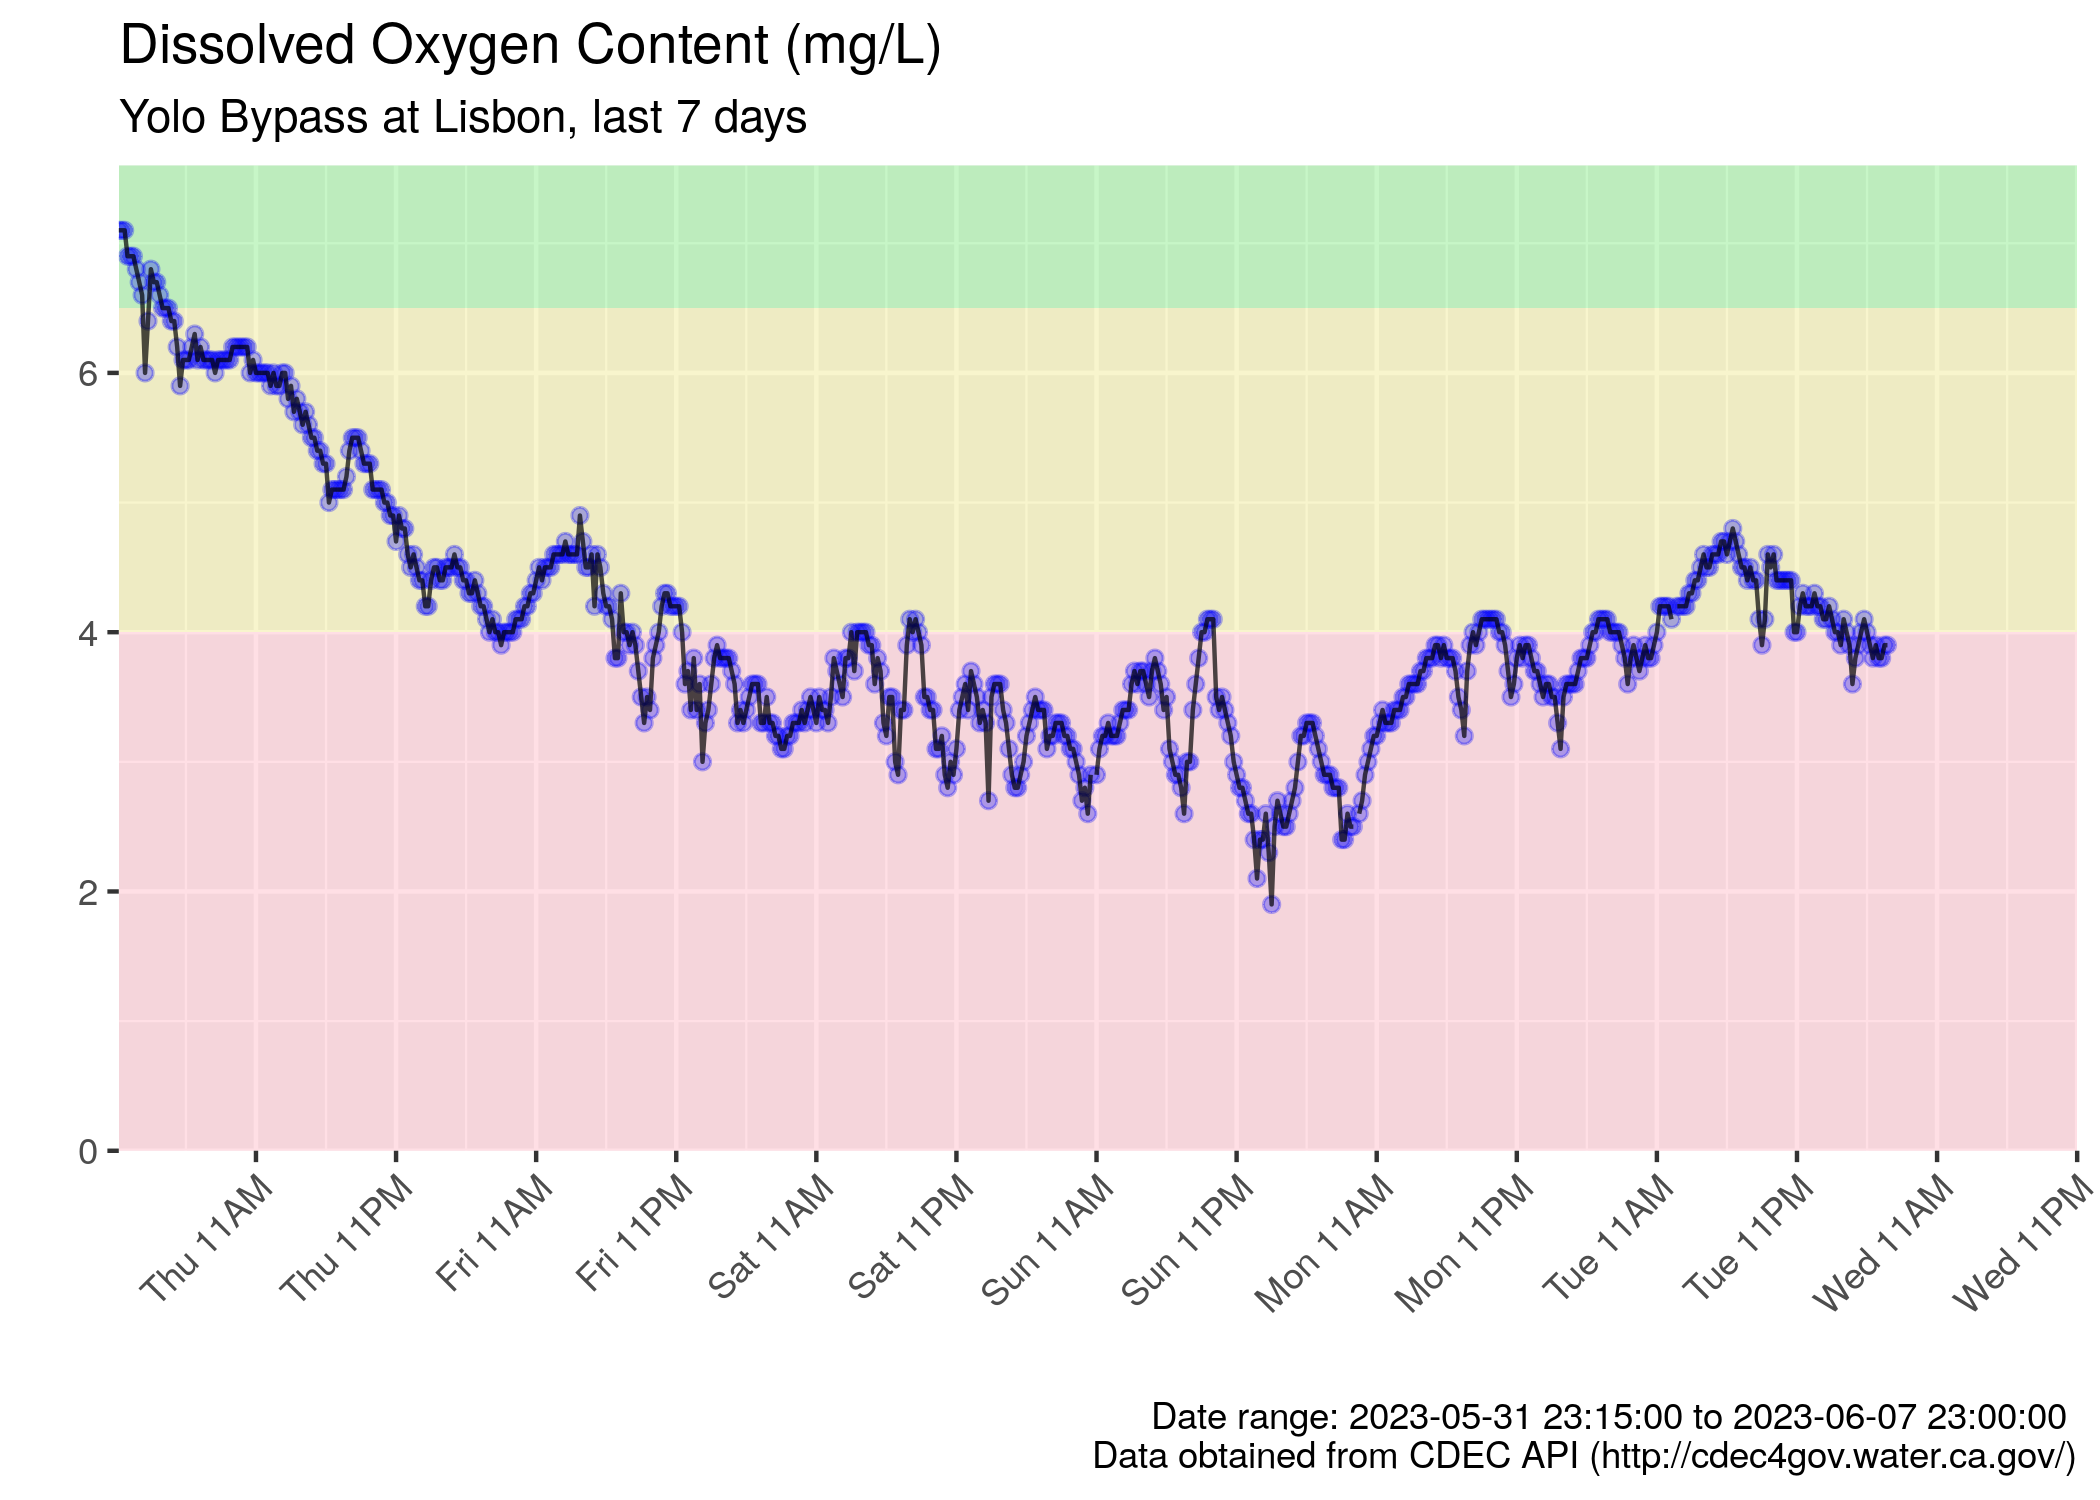 Dissolved Oxygen Content (mg/L)
Yolo Bypass at Lisbon, last 7 days
6
4
2
0
Thu 11AM
Thu 11PM
Fri 11AM
Fri 11PM
Sat 11AM
Sat 11PM
Sun 11AM
Sun 11PM
Mon 11AM
Mon 11PM
Tue 11AM
Tue 11PM
Wed 11AM
Wed 11PM
Date range: 2023-05-31 23:15:00 to 2023-06-07 23:00:00
Data obtained from CDEC API (http://cdec4gov.water.ca.gov/)